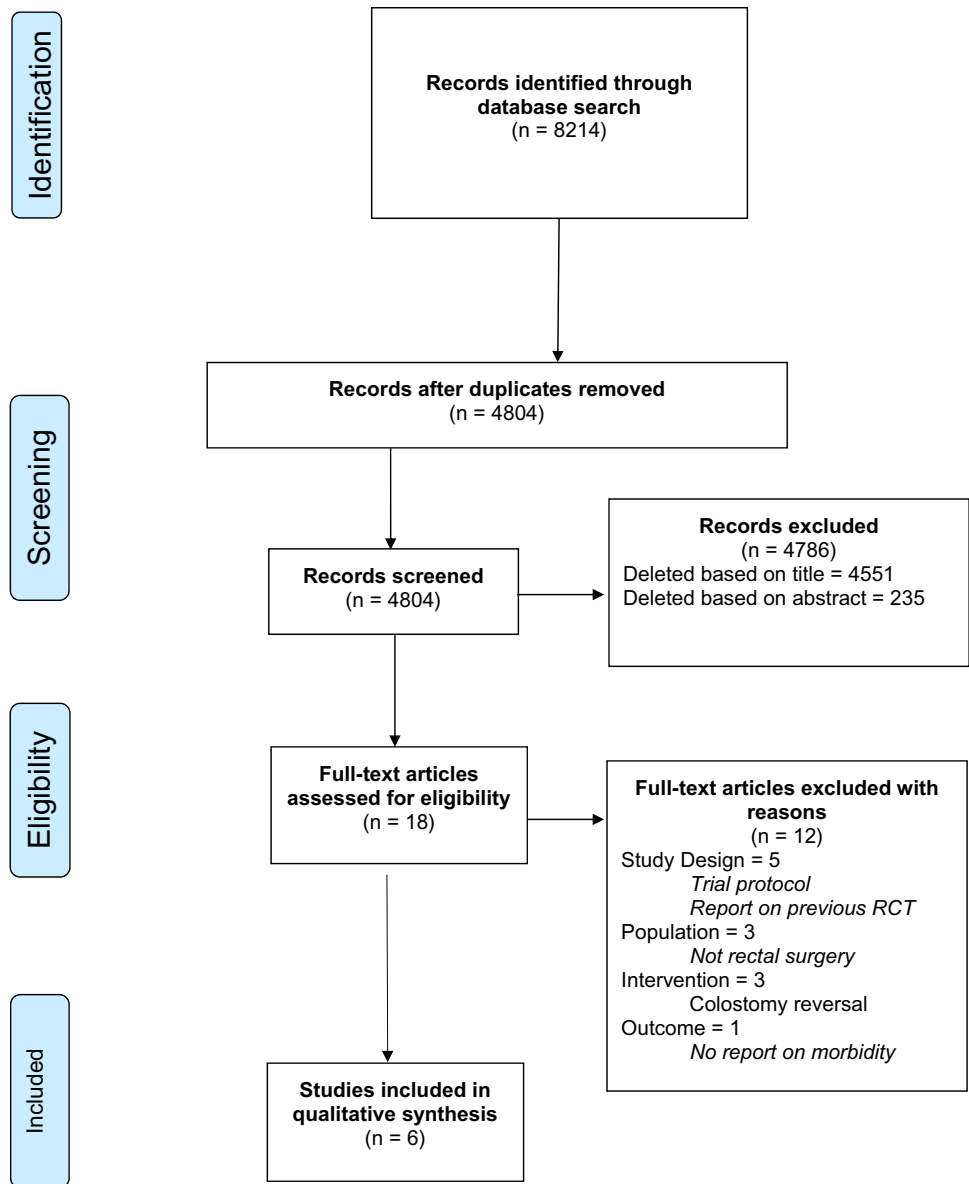 Identification
Records identified through
database search
(n = 8214)
Records after duplicates removed
(n = 4804)
Screening
Records screened
(n = 4804)
Records excluded
(n = 4786)
Deleted based on title = 4551
Deleted based on abstract = 235
Eligibility
Full-text articles
assessed for eligibility
(n = 18)
Full-text articles excluded with
reasons
(n = 12)
Study Design = 5
Trial protocol
Report on previous RCT
Population = 3
Not rectal surgery
Intervention = 3
Colostomy reversal
Outcome = 1
No report on morbidity
Included
Studies included in
qualitative synthesis
(n = 6)